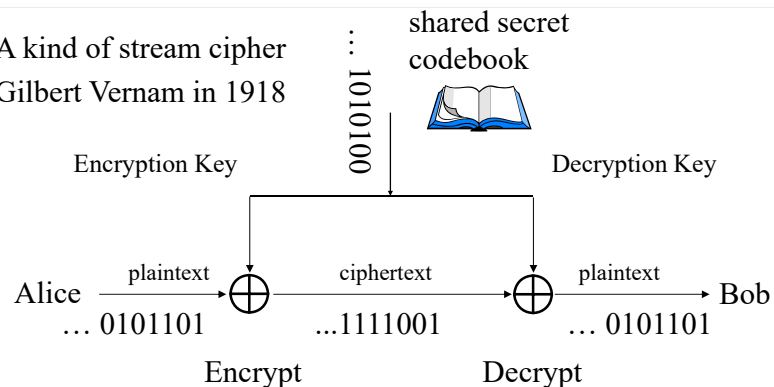 A kind of stream cipher
Gilbert Vernam in 1918
… 1010100
shared secret
codebook
Encryption Key
Decryption Key
Alice
plaintext
ciphertext
plaintext
Bob
… 0101101
...1111001
… 0101101
Encrypt
Decrypt